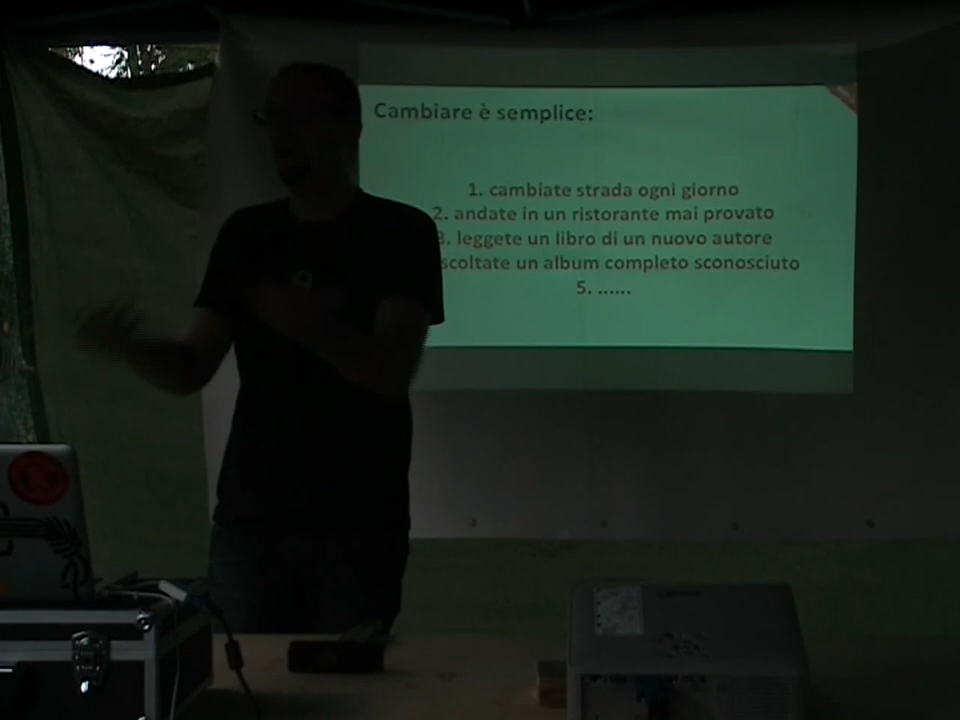 Cambiare è semplice:
1. cambiate strada ogni giorno
2. andate in un ristorante mai provato
3. leggete un libro di un nuovo autore
scoltate un album completo sconosciuto
5. ......